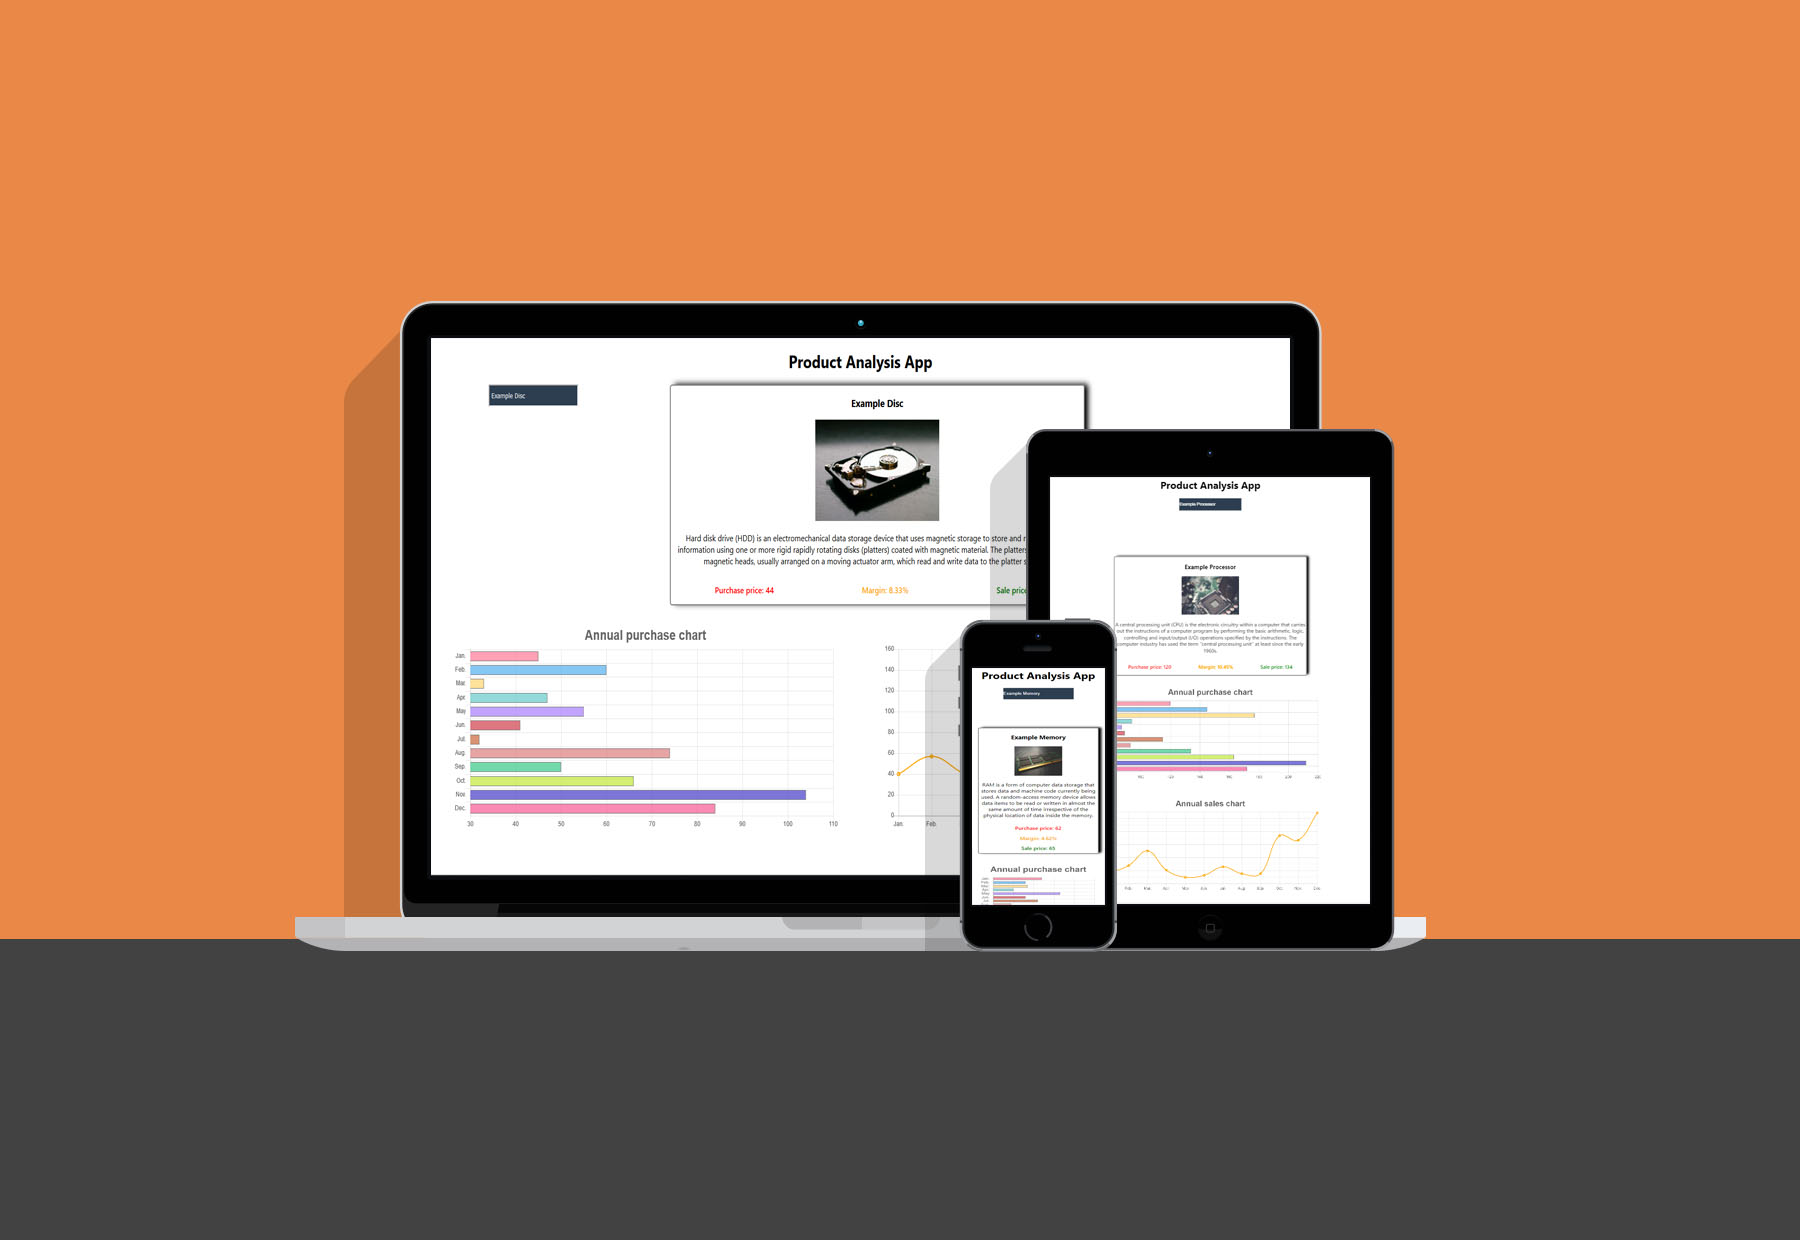 Product Analysis App
Example Disc
Example Disc
Hard disk drive (HDD) is an electromechanical data storage device that uses magnetic storage to store and
information using one or more rigid rapidly rotating disks (platters) coated with magnetic material. The platters
magnetic heads, usually arranged on a moving actuator arm, which read and write data to the platter
Purchase price: 44
Margin: 8.33%
Sale price
Annual purchase chart
Jan.
Feb.
Mar.
Apr.
May
Jun.
Jul.
Aug.
Sep.
Oct.
Nov.
Dec.
30 40 50 60 70 80 90 100 110
160
140
120
100
80
60
40
20
0
Jan. Feb.
Product Analysis App
Example Processor
Example Processor
A central processing unit (CPU) is the electronic circuitry within a computer that carries
out the instructions of a computer program by performing the basic arithmetic, logic,
controlling and input/output (I/O) operations specified by the instructions. The
computer industry has used the term "central processing unit" at least since the early
1960s.
Purchase price: 120
Sale price: 134
Annual purchase chart
Annual sales chart
Product Analysis App
Example Memory
Example Memory
RAM is a form of computer data storage that
stores data and machine code currently being
used. A random-access memory device allows
data items to be read or written in almost the
same amount of time irrespective of the
physical location of data inside the memory.
Purchase price: 62
Margin: 4.62%
Sale price: 65
Annual purchase chart